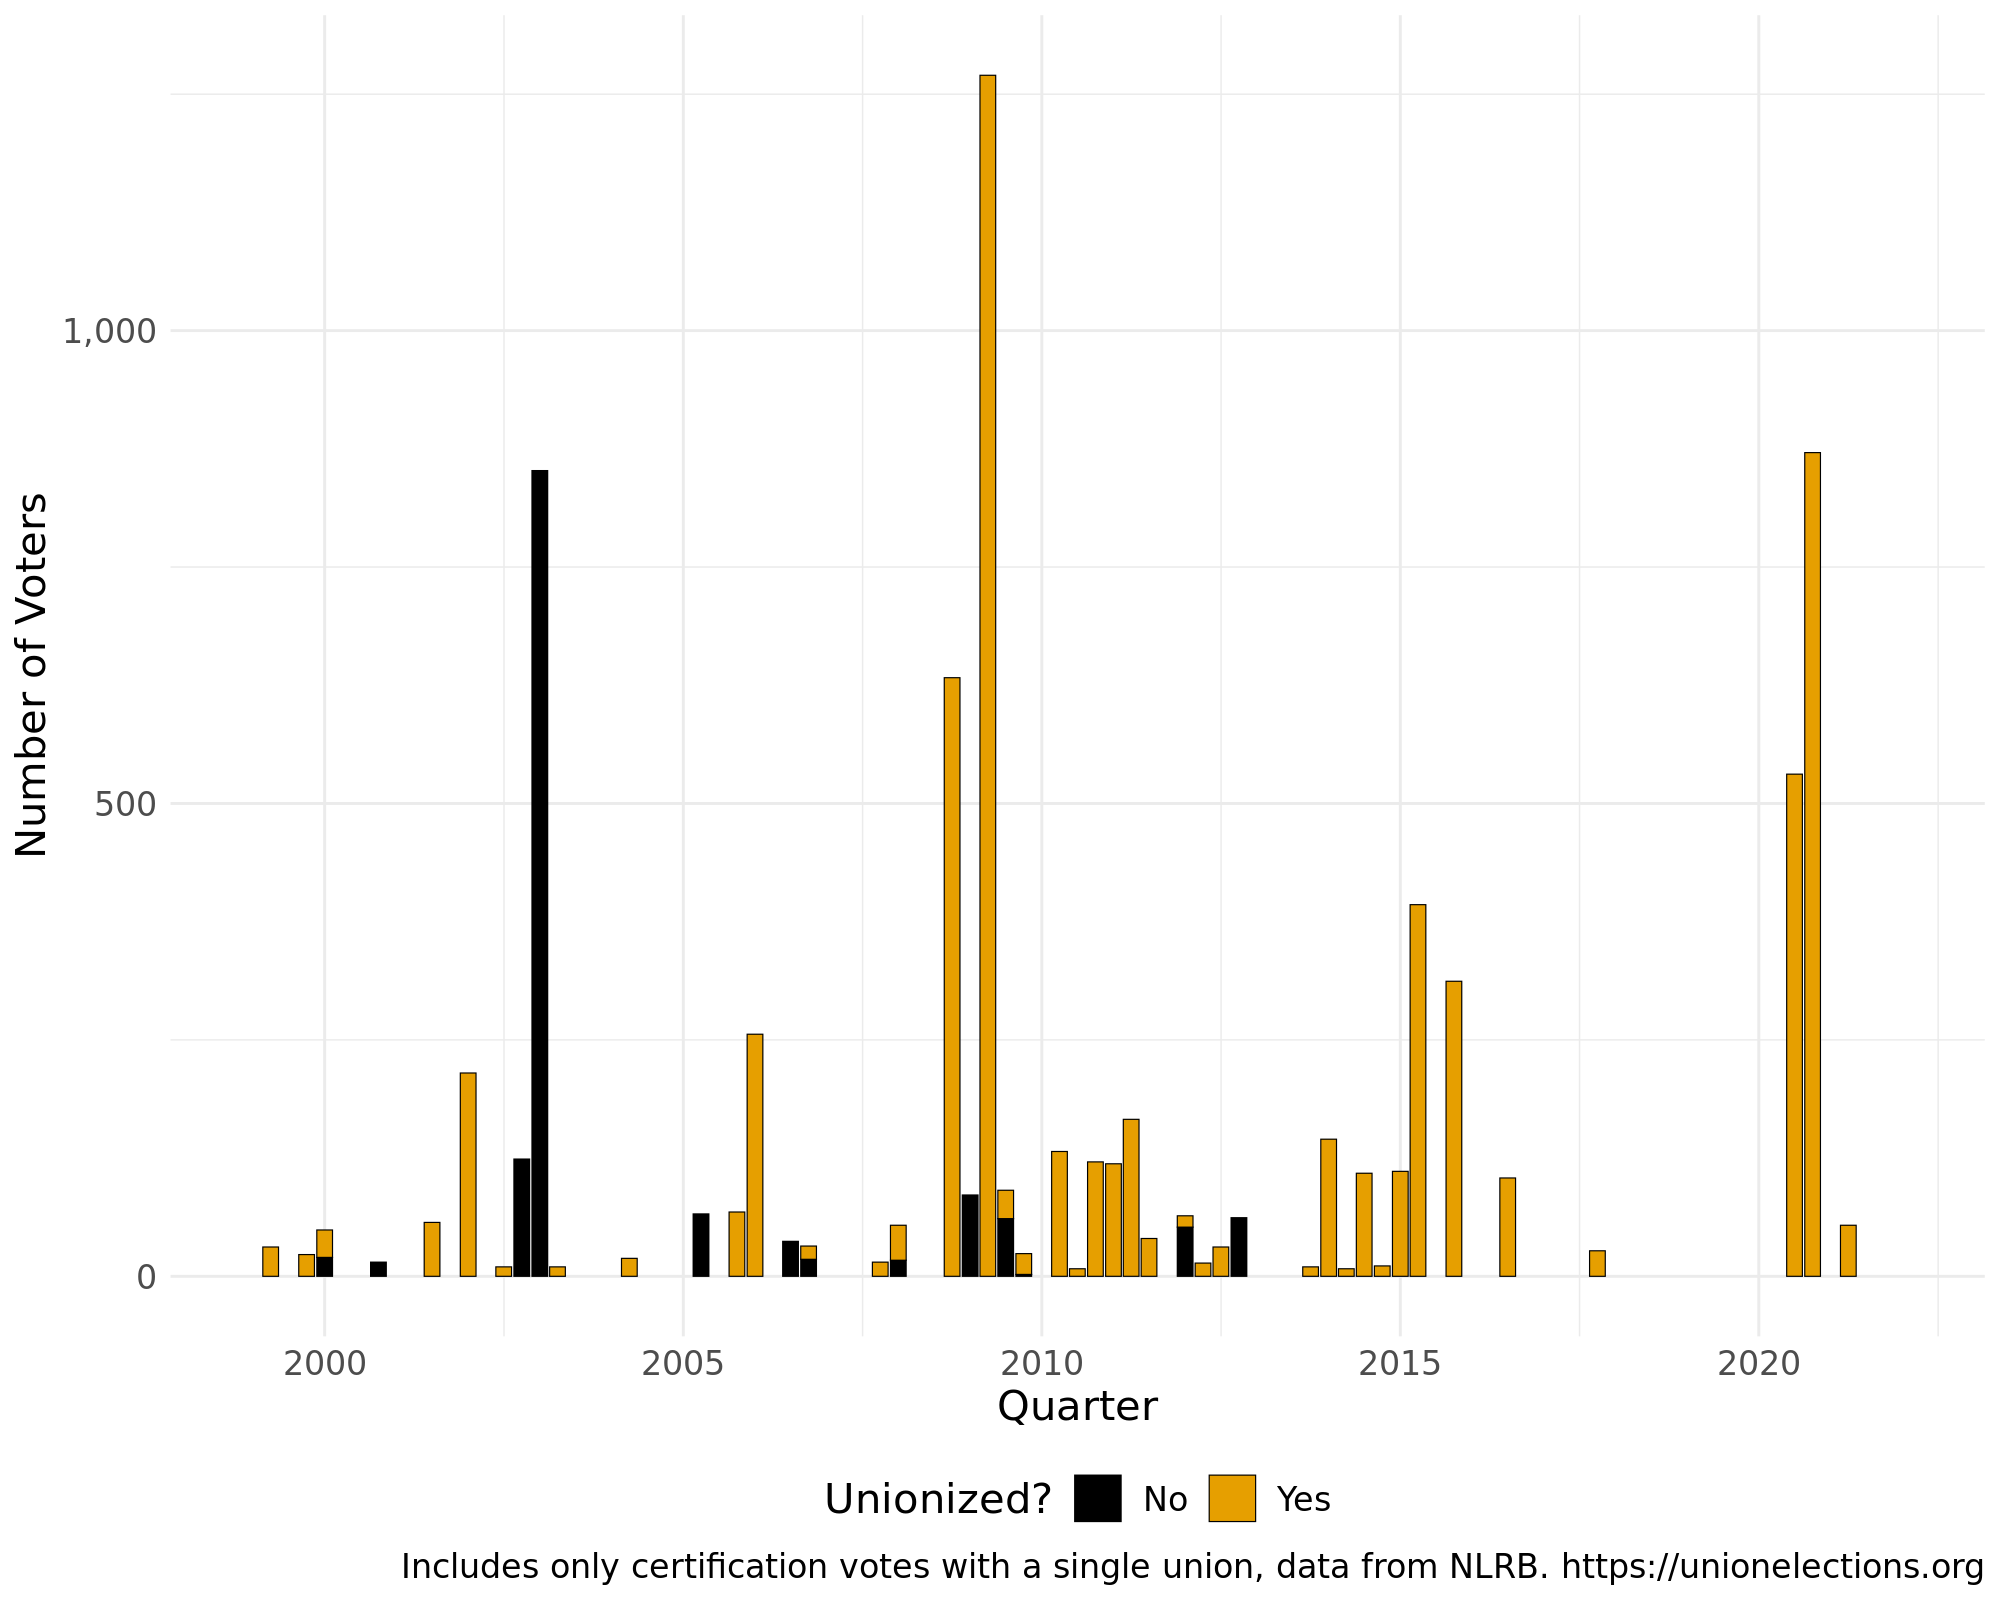 Number of Voters
1,000
500
0
2000 2005 2010 2015 2020
Quarter
Unionized? No Yes
Includes only certification votes with a single union, data from NLRB. https://unionelections.org